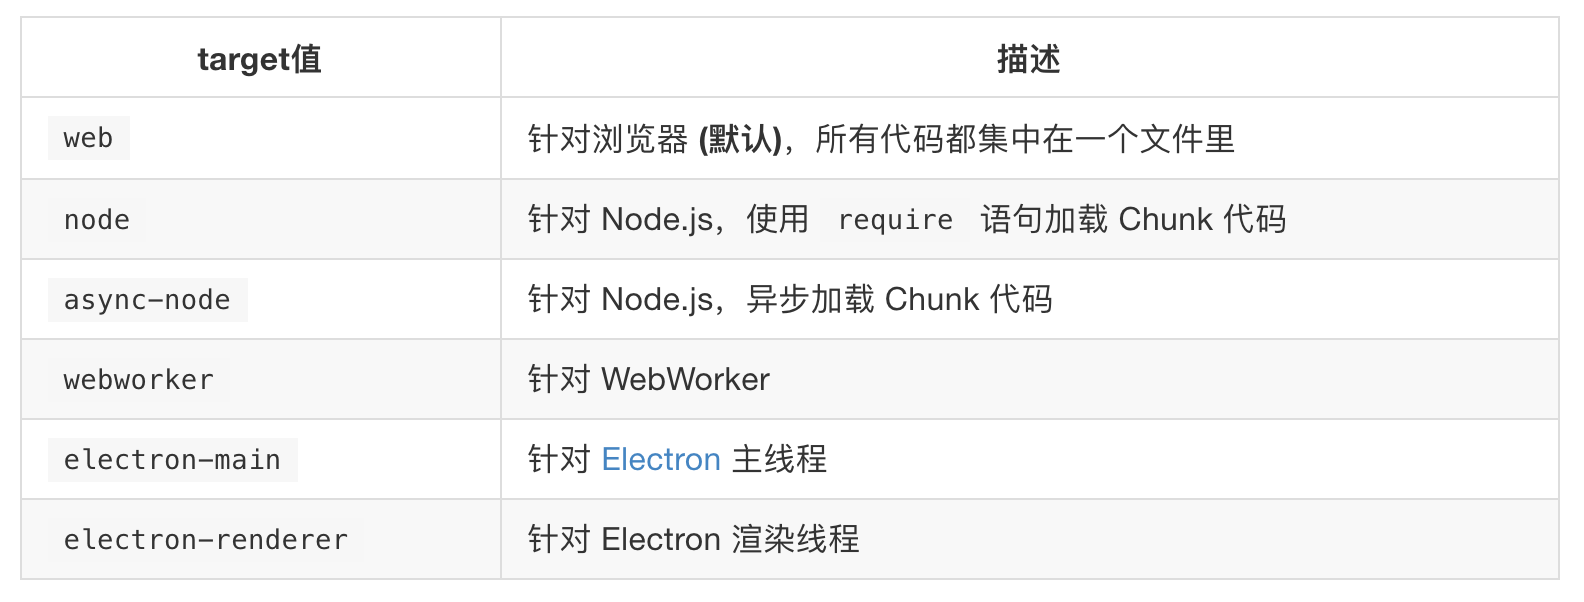 target值 描述
web 针对浏览器 (默认)，所有代码都集中在一个文件里
node 针对 Node.js，使用 require 语句加载 Chunk 代码
async-node 针对 Node.js，异步加载 Chunk 代码
webworker 针对 WebWorker
electron-main 针对 Electron 主线程
electron-renderer 针对 Electron 渲染线程